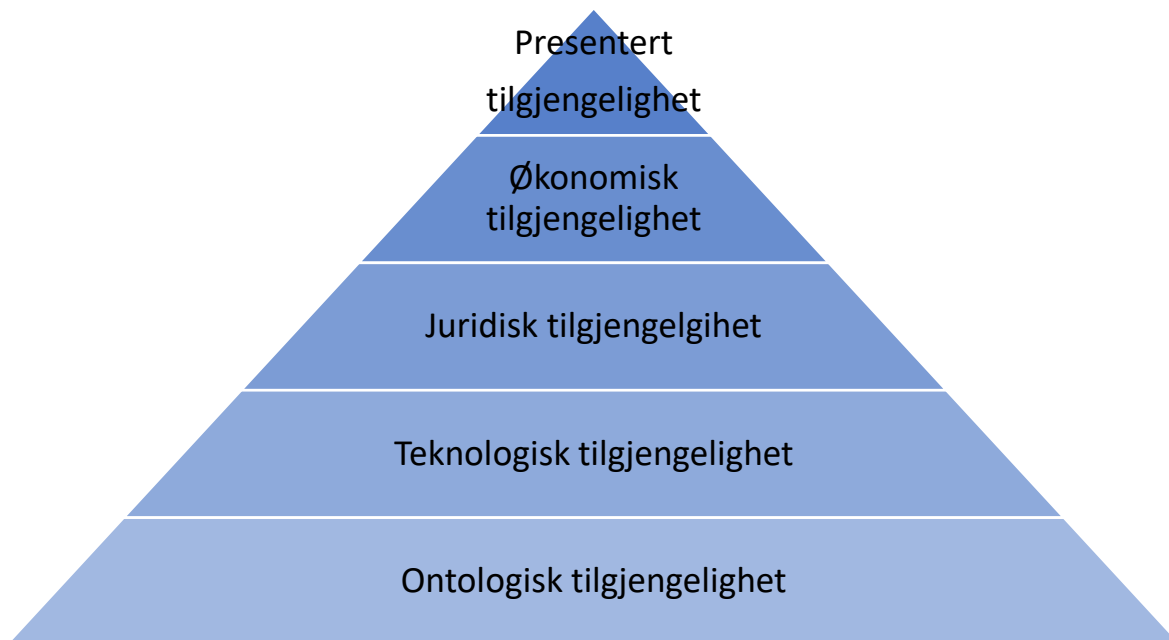 Presentert
tilgjengelighet
Økonomisk
tilgjengelighet
Juridisk tilgjengelgihet
Teknologisk tilgjengelighet
Ontologisk tilgjengelighet